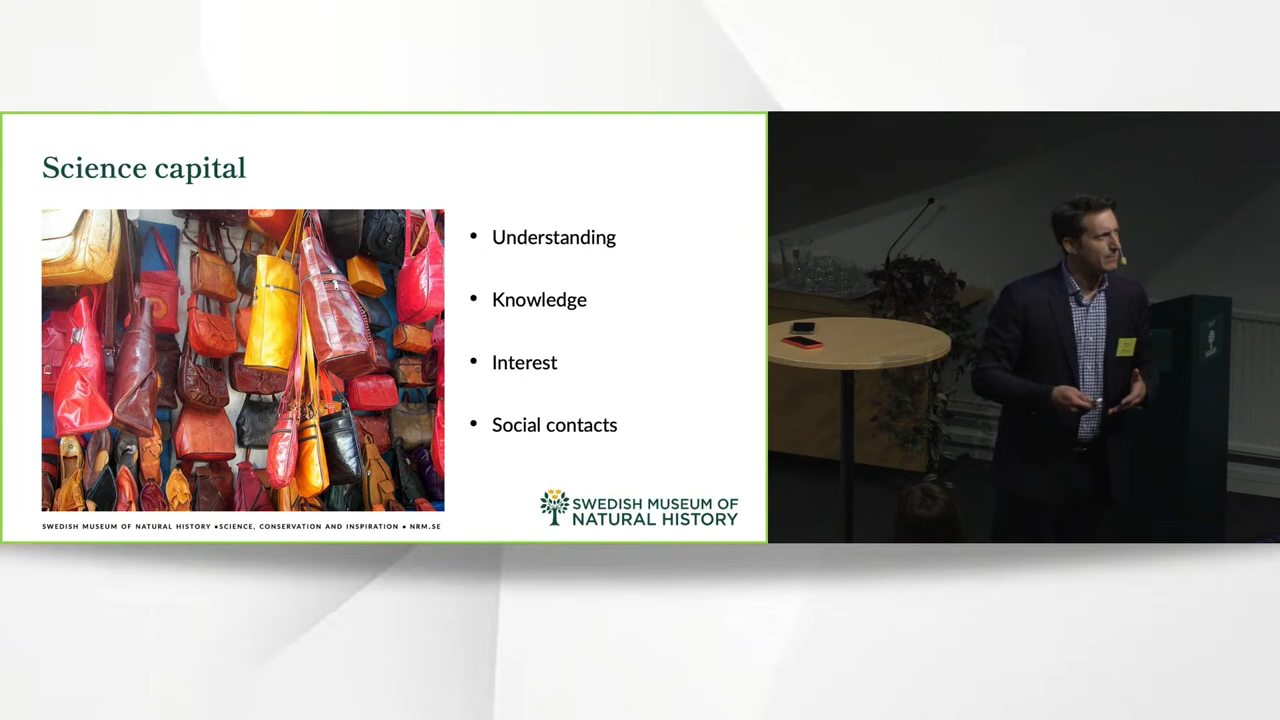 Science capital
• Understanding
• Knowledge
• Interest
• Social contacts
SWEDISH MUSEUM OF NATURAL HISTORY •SCIENCE, CONSERVATION AND INSPIRATION • NRM.SE
SWEDISH MUSEUM OF
NATURAL HISTORY